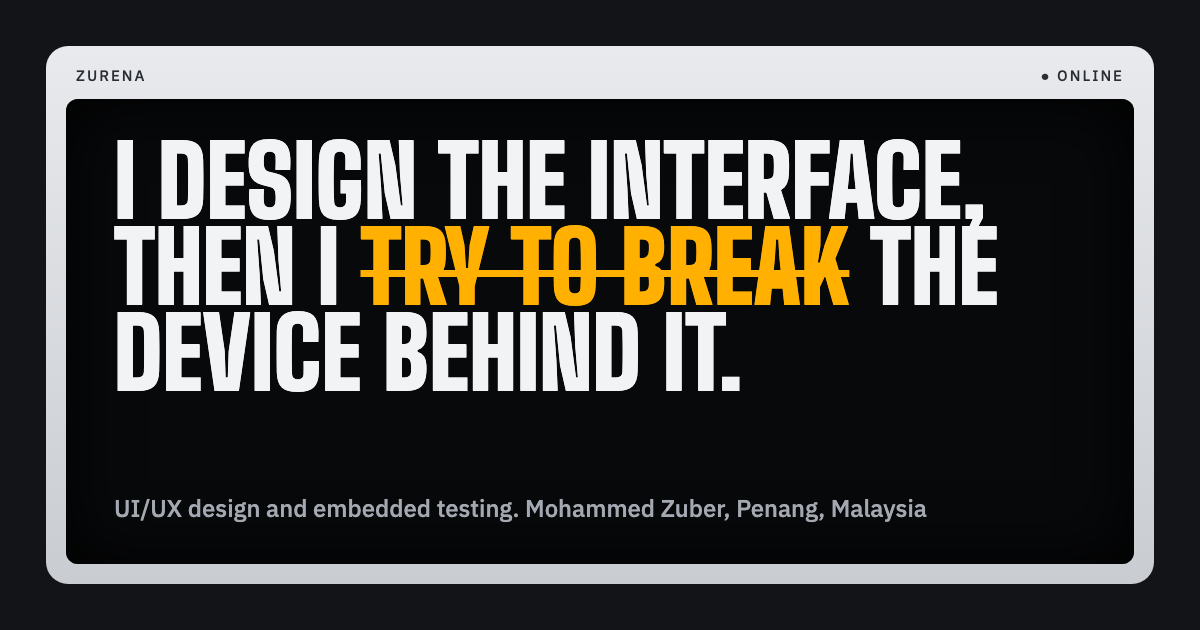 ZURENA
• ONLINE
I DESIGN THE INTERFACE,
THEN I TRY TO BREAK THE
DEVICE BEHIND IT.
UI/UX design and embedded testing. Mohammed Zuber, Penang, Malaysia